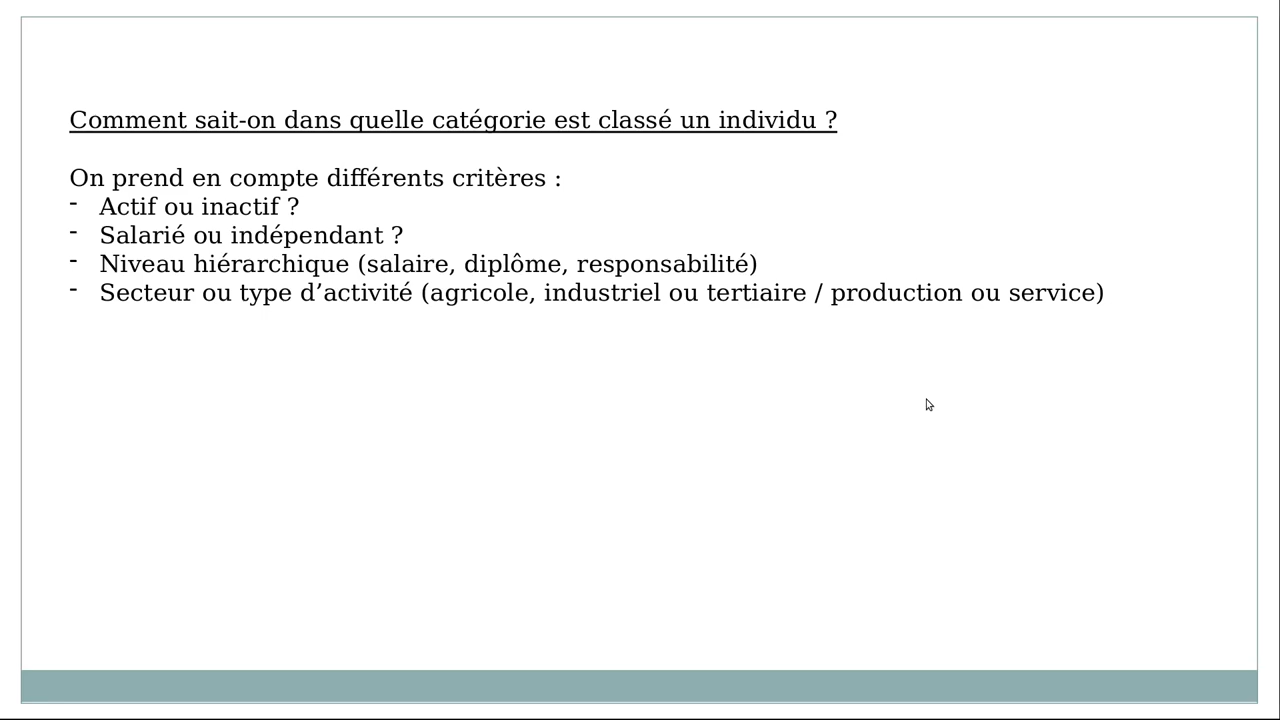 Comment sait-on dans quelle catégorie est classé un individu ?
On prend en compte différents critères :
- Actif ou inactif ?
- Salarié ou indépendant ?
- Niveau hiérarchique (salaire, diplôme, responsabilité)
- Secteur ou type d’activité (agricole, industriel ou tertiaire / production ou service)